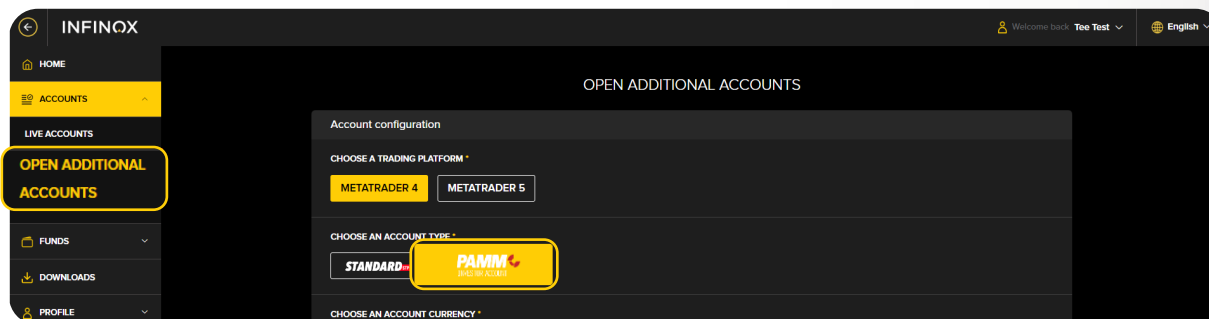 INFINOX
Welcome back Tee Test
English
HOME
ACCOUNTS
LIVE ACCOUNTS
OPEN ADDITIONAL
ACCOUNTS
FUNDS
DOWNLOADS
PROFILE
OPEN ADDITIONAL ACCOUNTS
Account configuration
CHOOSE A TRADING PLATFORM *
METATRADER 4
METATRADER 5
CHOOSE AN ACCOUNT TYPE *
STANDARD
PAMM
CHOOSE AN ACCOUNT CURRENCY *